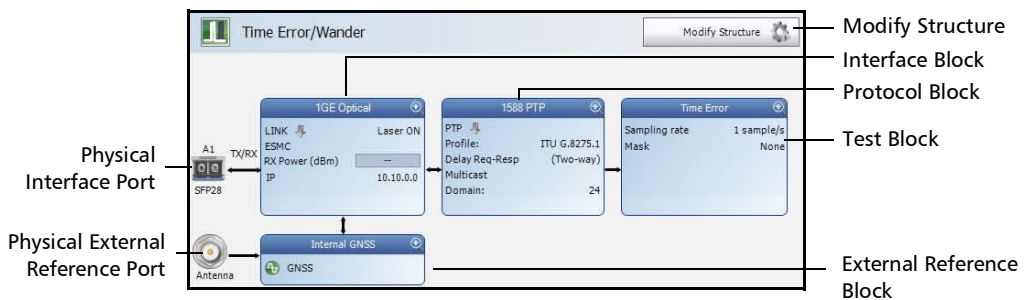 Time Error/Wander
Modify Structure
Modify Structure
Interface Block
Protocol Block
Test Block
External Reference
Block
Physical
Interface Port
Physical External
Reference Port
A1
TX/RX
SFP28
1GE Optical
LINK Laser ON
ESMC
RX Power (dBm) --
IP 10.10.0.0
1588 PTP
PTP
Profile: ITU G.8275.1
Delay Req-Resp (Two-way)
Multicast
Domain: 24
Time Error
Sampling rate 1 sample/s
Mask None
Antenna
Internal GNSS
GNSS